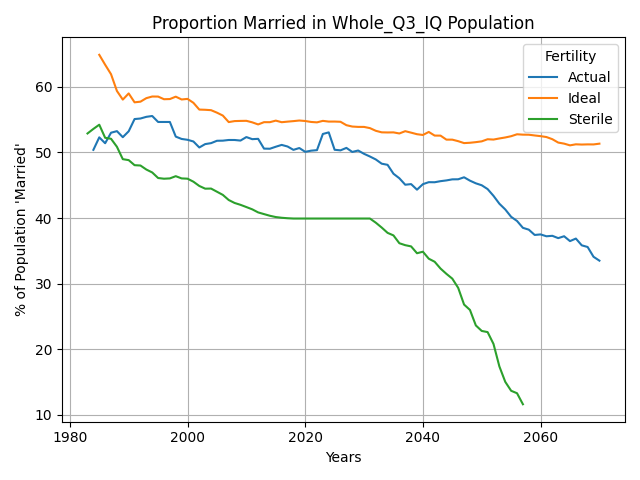 Proportion Married in Whole_Q3_IQ Population
Fertility
Actual
Ideal
Sterile
% of Population 'Married'
60
50
40
30
20
10
1980
2000
2020
2040
2060
Years